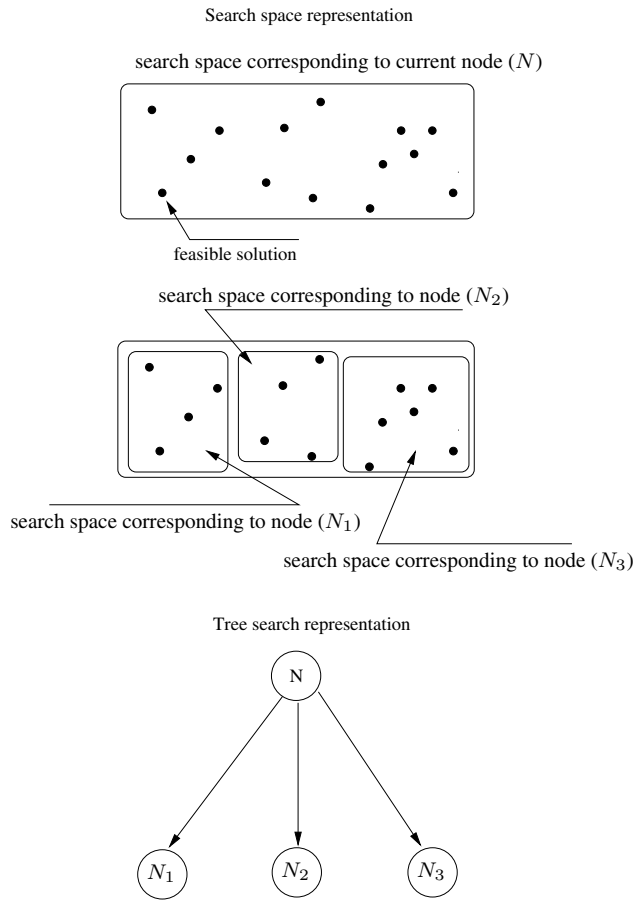 Search space representation
search space corresponding to current node (N)
feasible solution
search space corresponding to node (N₂)
search space corresponding to node (N₁)
search space corresponding to node (N₃)
Tree search representation
N
N₁
N₂
N₃